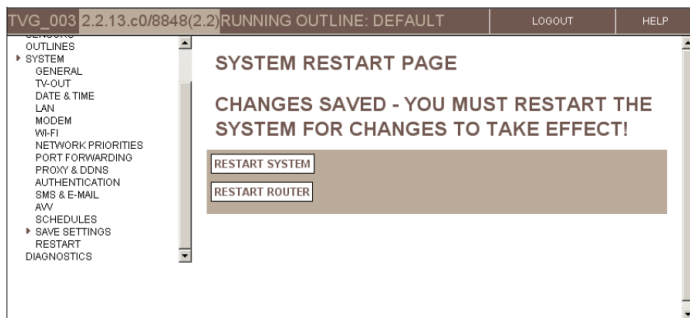 TVG_003 2.2.13.c0/8848(2.2)RUNNING OUTLINE: DEFAULT LOGOUT HELP
OUTLINES
SYSTEM
GENERAL
TV-OUT
DATE & TIME
LAN
MODEM
WI-FI
NETWORK PRIORITIES
PORT FORWARDING
PROXY & DDNS
AUTHENTICATION
SMS & E-MAIL
AVV
SCHEDULES
SAVE SETTINGS
RESTART
DIAGNOSTICS
SYSTEM RESTART PAGE
CHANGES SAVED - YOU MUST RESTART THE
SYSTEM FOR CHANGES TO TAKE EFFECT!
RESTART SYSTEM
RESTART ROUTER